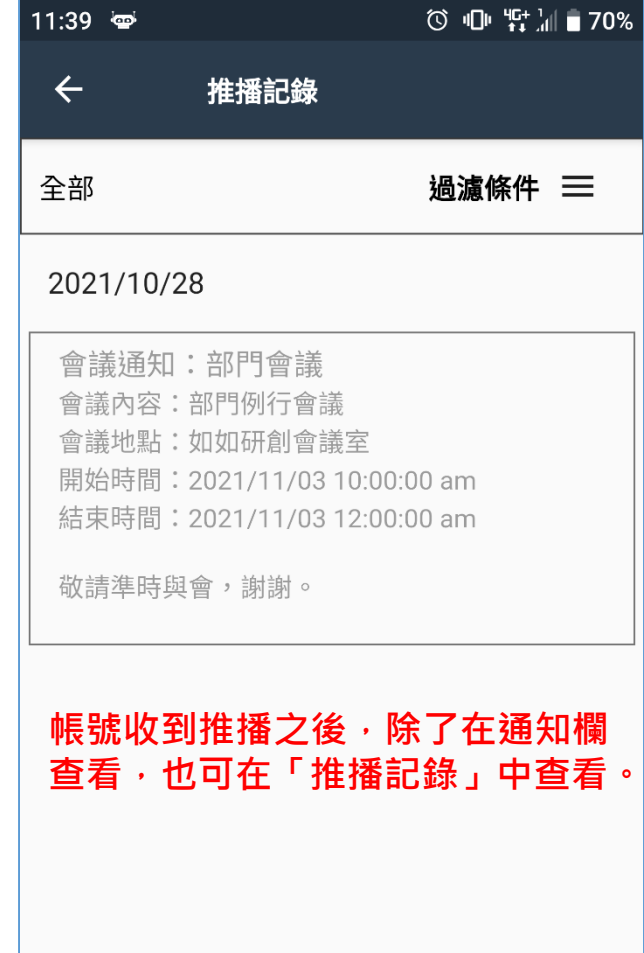 11:39 4G+ 1 70%
推播記錄
全部 過濾條件
2021/10/28
會議通知：部門會議
會議內容：部門例行會議
會議地點：如如研創會議室
開始時間：2021/11/03 10:00:00 am
結束時間：2021/11/03 12:00:00 am
敬請準時與會，謝謝。
帳號收到推播之後，除了在通知欄
查看，也可在「推播記錄」中查看。